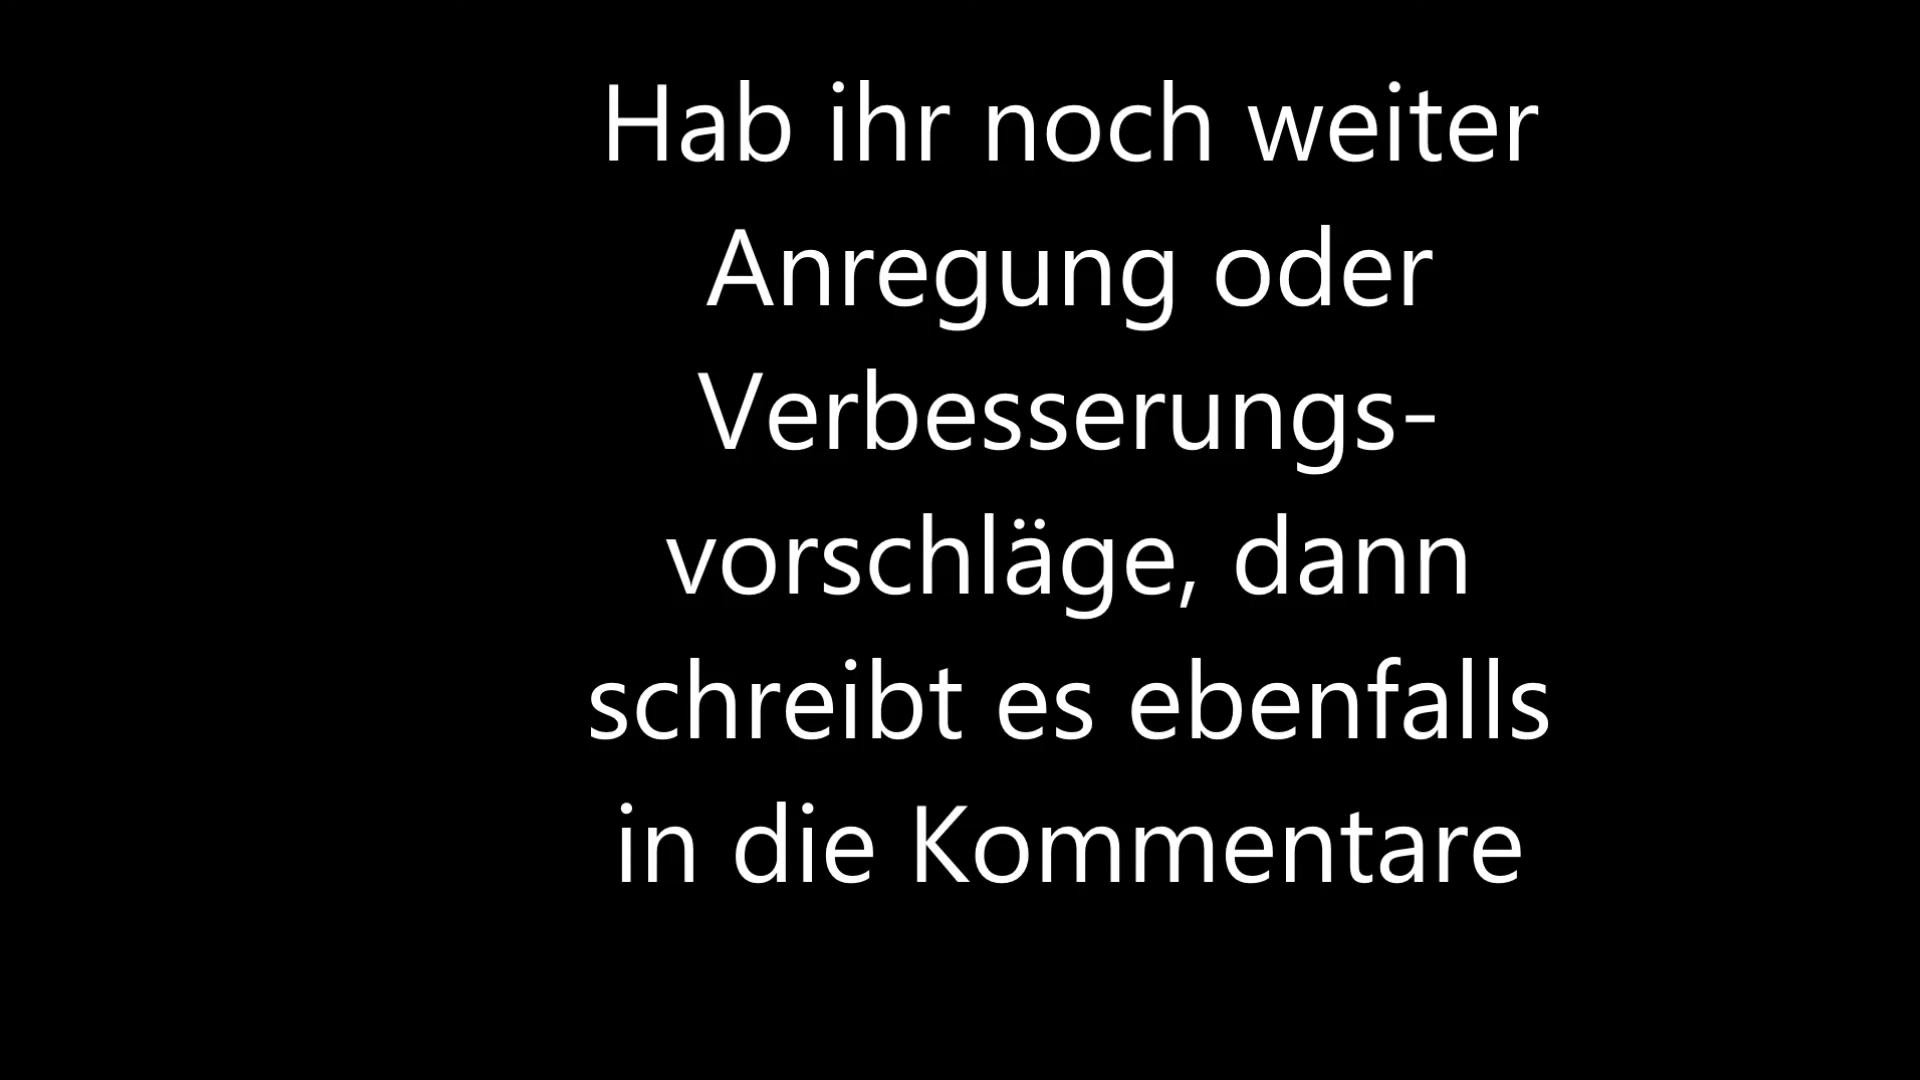 Hab ihr noch weiter
Anregung oder
Verbesserungs-
vorschläge, dann
schreibt es ebenfalls
in die Kommentare